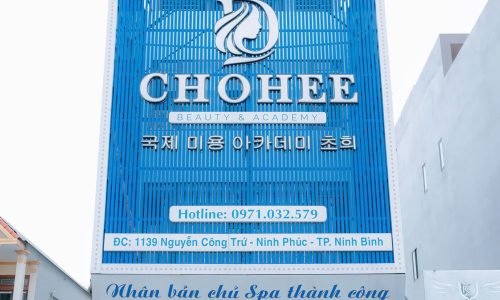 CHOHEE
BEAUTY & ACADEMY
국제 미용 아카데미 초희
Hotline: 0971.032.579
ĐC: 1139 Nguyễn Công Trứ - Ninh Phúc - TP. Ninh Bình
Nhân bản chủ Spa thành công